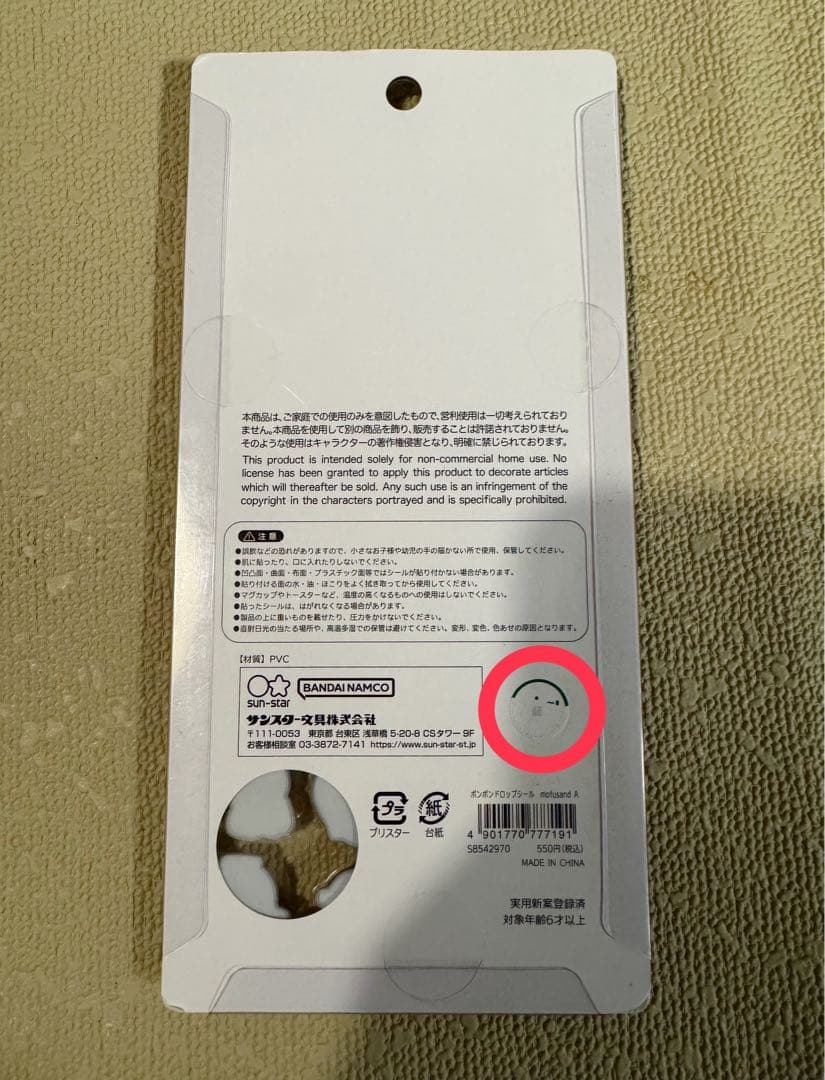 本商品は、ご家庭での使用のみを意図したもので、営利使用は一切考えられており
ません。本商品を使用して別の商品を飾り、販売することは許諾されておりません。
そのような使用はキャラクターの著作権侵害となり、明確に禁じられております。
This product is intended solely for non-commercial home use. No
license has been granted to apply this product to decorate articles
which will thereafter be sold. Any such use is an infringement of the
copyright in the characters portrayed and is specifically prohibited.
注意
●誤飲などの恐れがありますので、小さなお子様や幼児の手の届かない所で使用、保管してください。
●肌に貼ったり、口に入れたりしないでください。
●凹凸面・曲面・布面・プラスチック面等ではシールが貼り付かない場合があります。
●貼り付ける面の水・油・ほこりをよく拭き取ってから使用してください。
●マグカップやトースターなど、温度の高くなるものへの使用はしないでください。
●貼ったシールは、はがれなくなる場合があります。
●製品の上に重いものを載せたり、圧力をかけないでください。
●直射日光の当たる場所や、高温多湿での保管は避けてください。変形、変色、色あせの原因となります。
【材質】PVC
sun-star
BANDAI NAMCO
サンスター文具株式会社
〒111-0053 東京都 台東区 浅草橋 5-20-8 CSタワー 9F
お客様相談室 03-3872-7141 https://www.sun-star-st.jp
プラ
ブリスター
紙
台紙
ボンボンドロップシール mofusand A
4 901770 777191
S8542970 550円(税込)
MADE IN CHINA
実用新案登録済
対象年齢6才以上